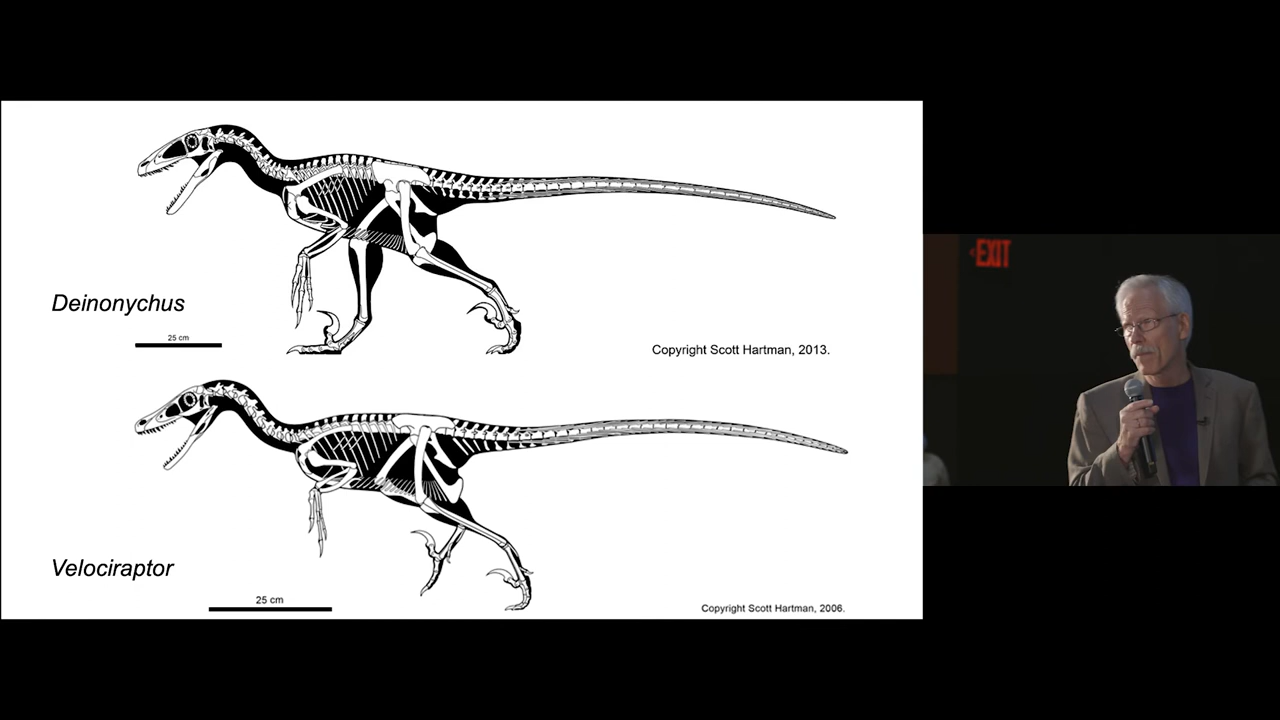 Deinonychus
25 cm
Copyright Scott Hartman, 2013.
Velociraptor
25 cm
Copyright Scott Hartman, 2006.
EXIT